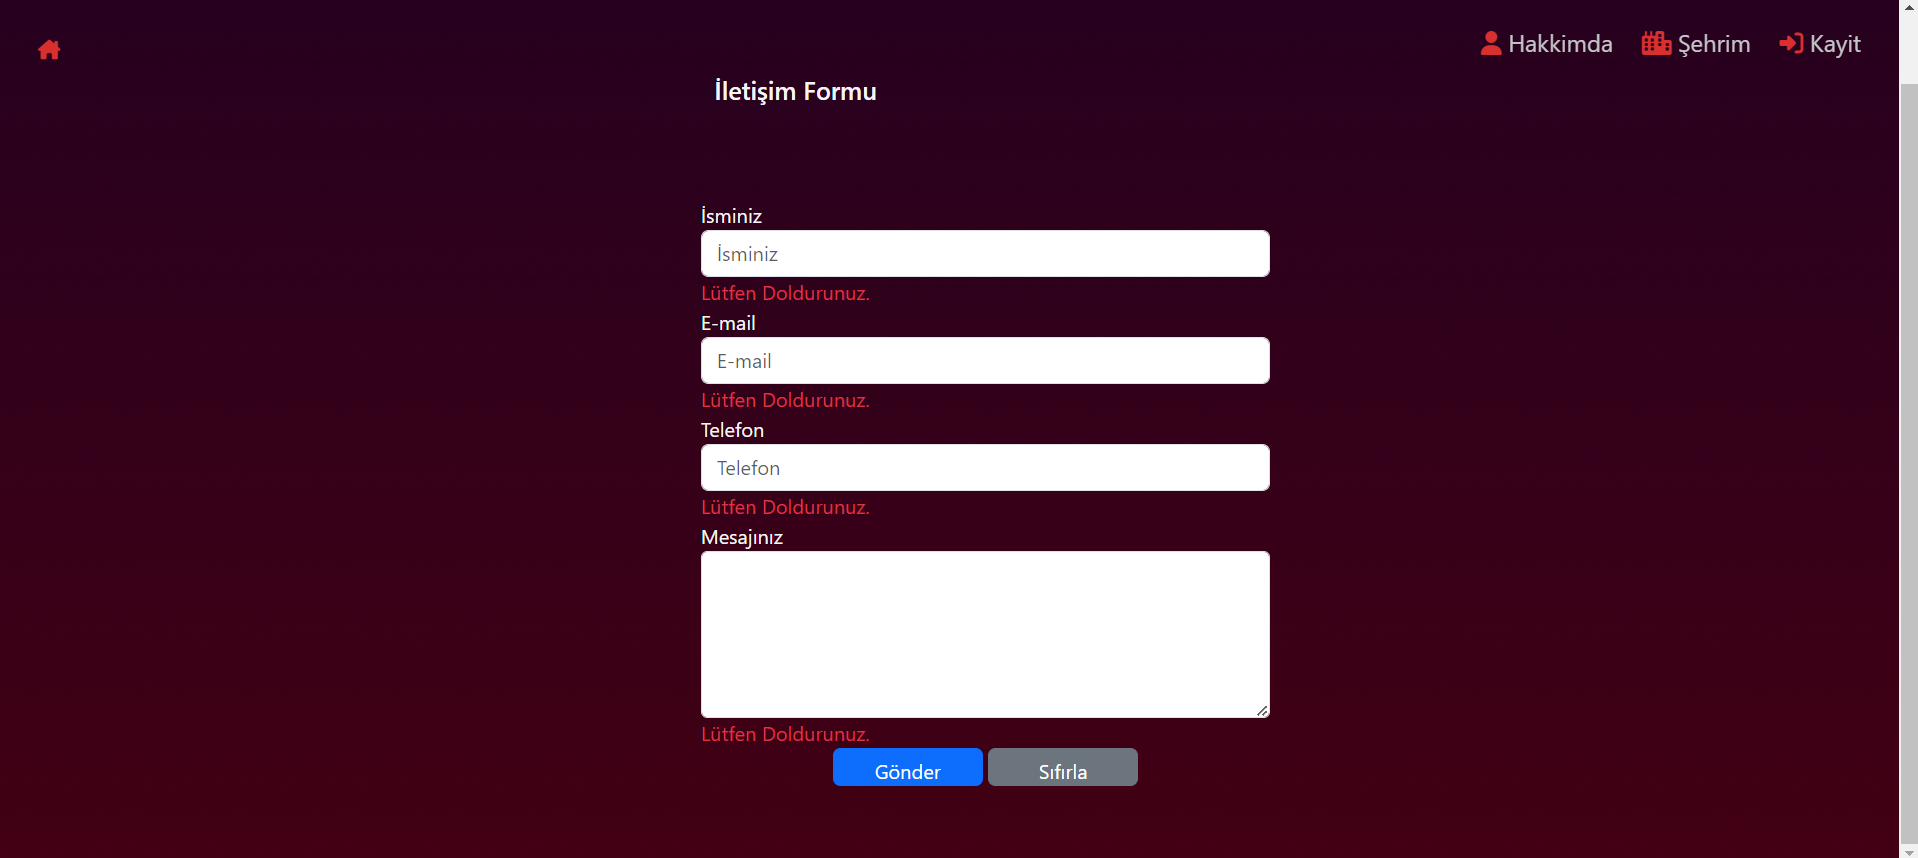 Hakkimda Şehrim Kayit
İletişim Formu
İsminiz
İsminiz
Lütfen Doldurunuz.
E-mail
E-mail
Lütfen Doldurunuz.
Telefon
Telefon
Lütfen Doldurunuz.
Mesajınız
Lütfen Doldurunuz.
Gönder Sıfırla